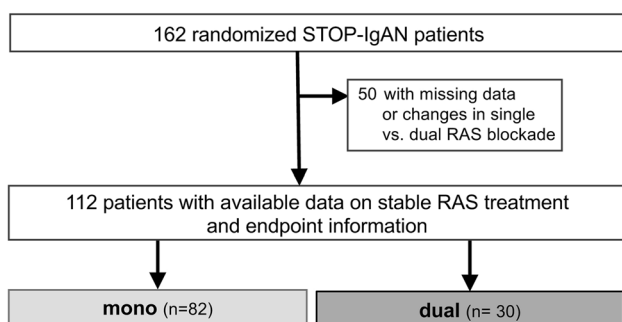 162 randomized STOP-IgAN patients
50 with missing data
or changes in single
vs. dual RAS blockade
112 patients with available data on stable RAS treatment
and endpoint information
mono (n=82)
dual (n= 30)